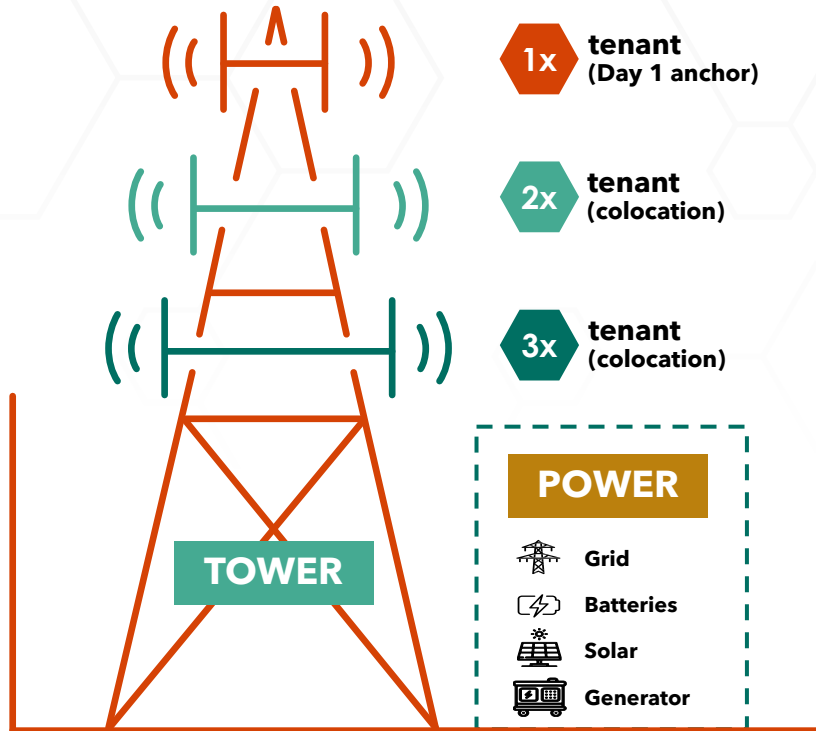 1x
tenant
(Day 1 anchor)
2x
tenant
(colocation)
3x
tenant
(colocation)
TOWER
POWER
Grid
Batteries
Solar
Generator